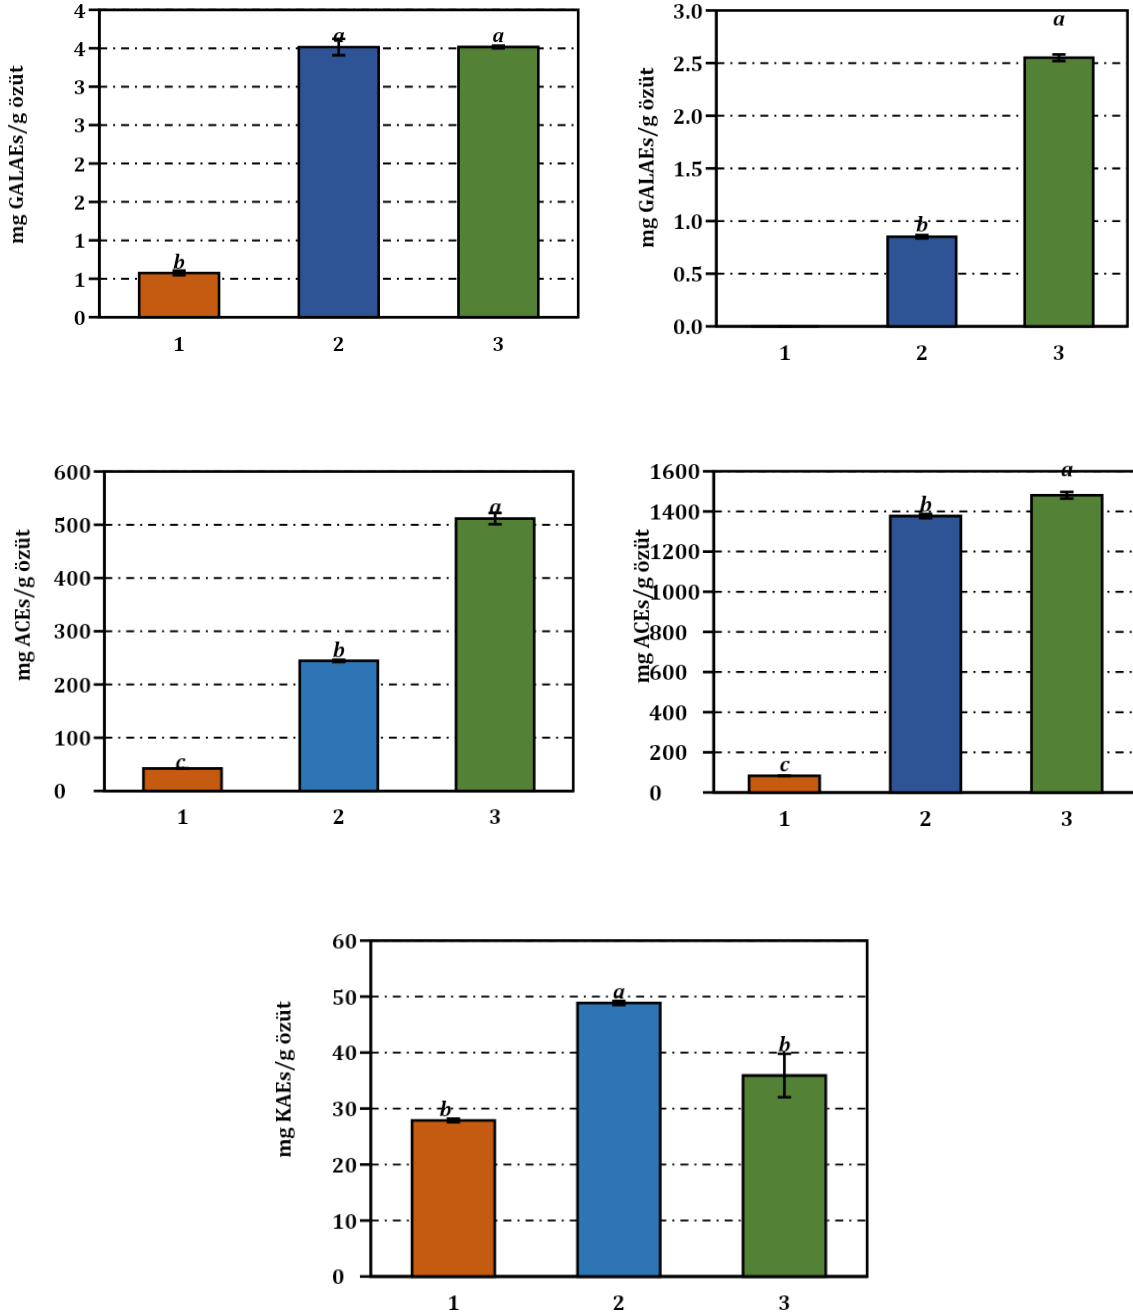 mg GALAEs/g özüt
4
4
3
3
2
2
1
1
0
b
a
a
1 2 3
mg GALAEs/g özüt
3.0
2.5
2.0
1.5
1.0
0.5
0.0
b
a
1 2 3
mg ACEs/g özüt
600
500
400
300
200
100
0
c
b
a
1 2 3
mg ACEs/g özüt
1600
1400
1200
1000
800
600
400
200
0
c
b
a
1 2 3
mg KAEs/g özüt
60
50
40
30
20
10
0
b
a
b
1 2 3